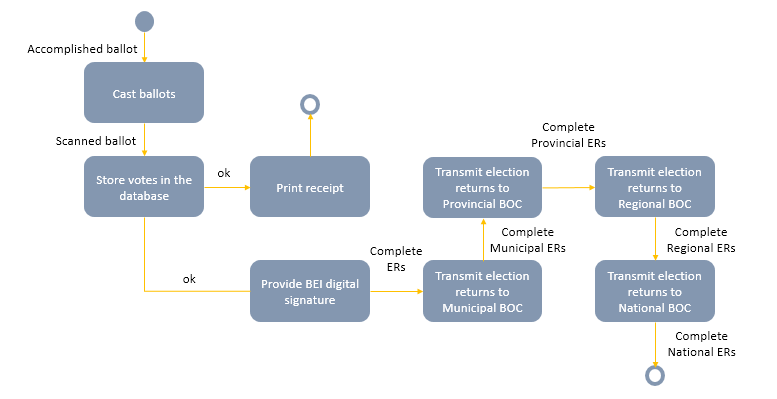 Accomplished ballot
Cast ballots
Scanned ballot
Store votes in the
database
ok
Print receipt
ok
Provide BEI digital
signature
Complete
ERs
Transmit election
returns to
Municipal BOC
Complete
Municipal ERs
Transmit election
returns to
Provincial BOC
Complete
Provincial ERs
Transmit election
returns to
Regional BOC
Complete
Regional ERs
Transmit election
returns to
National BOC
Complete
National ERs